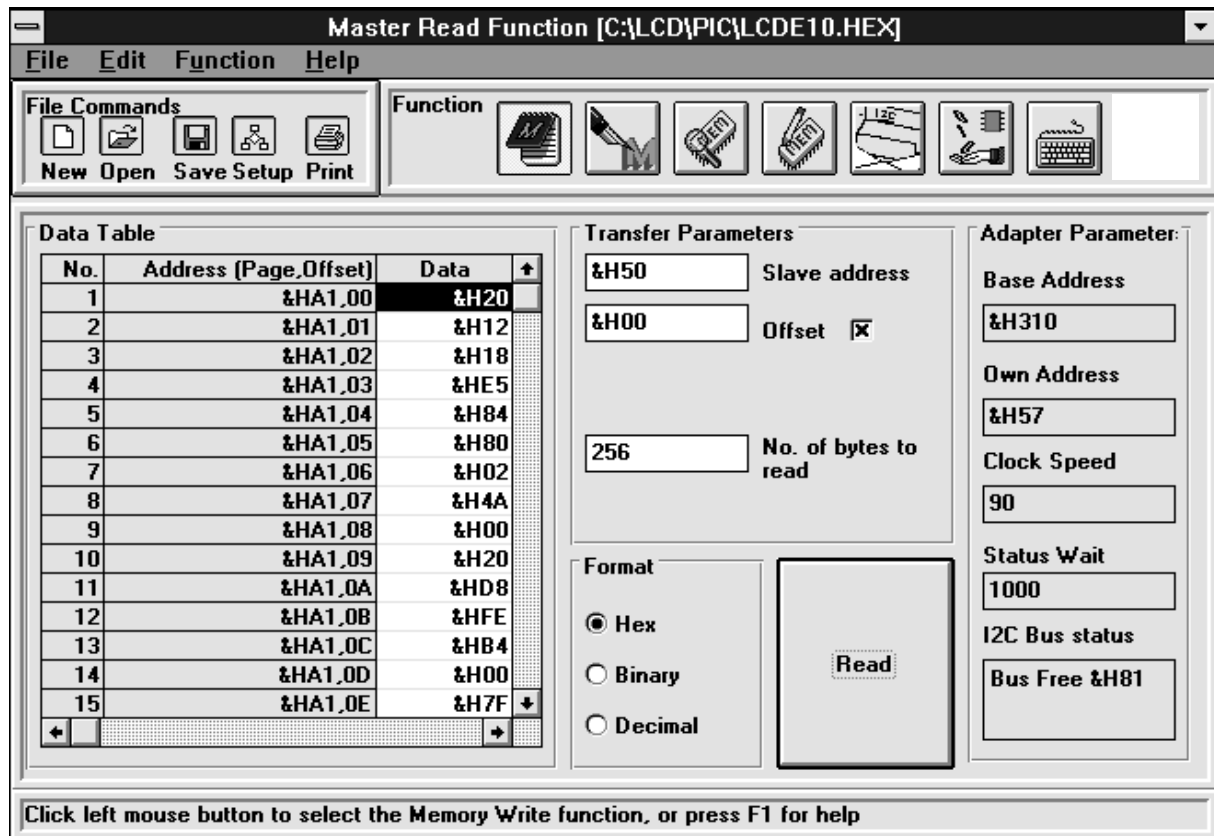 Master Read Function [C:\LCD\PIC\LCDE10.HEX]
File Edit Function Help
File Commands
New Open Save Setup Print
Function
M
M
MEM
MEM
I2C
Data Table
No. Address (Page,Offset) Data
1 &HA1,00 &H20
2 &HA1,01 &H12
3 &HA1,02 &H18
4 &HA1,03 &HE5
5 &HA1,04 &H84
6 &HA1,05 &H80
7 &HA1,06 &H02
8 &HA1,07 &H4A
9 &HA1,08 &H00
10 &HA1,09 &H20
11 &HA1,0A &HD8
12 &HA1,0B &HFE
13 &HA1,0C &HB4
14 &HA1,0D &H00
15 &HA1,0E &H7F
Transfer Parameters
&H50 Slave address
&H00 Offset
256 No. of bytes to
read
Format
Hex
Binary
Decimal
Read
Adapter Parameter:
Base Address
&H310
Own Address
&H57
Clock Speed
90
Status Wait
1000
I2C Bus status
Bus Free &H81
Click left mouse button to select the Memory Write function, or press F1 for help